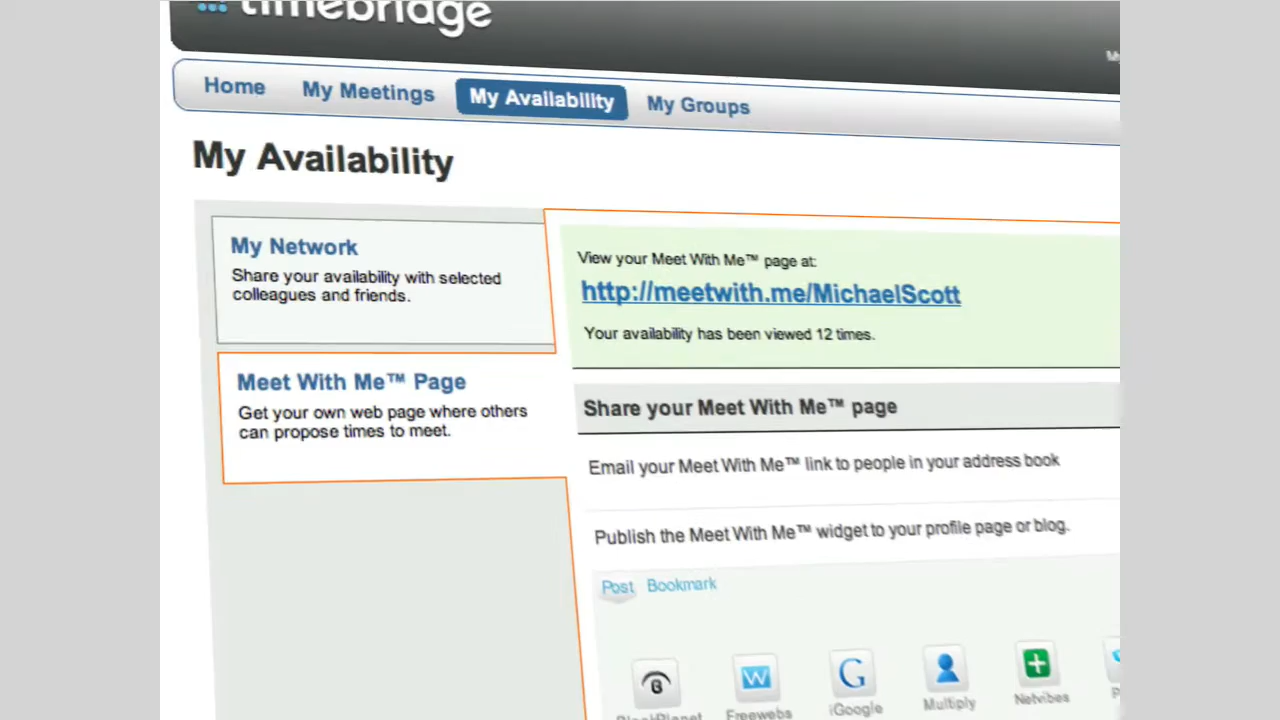 timebridge
Home My Meetings My Availability My Groups
My Availability
My Network
Share your availability with selected
colleagues and friends.
Meet With Me™ Page
Get your own web page where others
can propose times to meet.
View your Meet With Me™ page at:
http://meetwith.me/MichaelScott
Your availability has been viewed 12 times.
Share your Meet With Me™ page
Email your Meet With Me™ link to people in your address book
Publish the Meet With Me™ widget to your profile page or blog.
Post Bookmark
BlackPlanet Freewebs iGoogle Multiply Netvibes